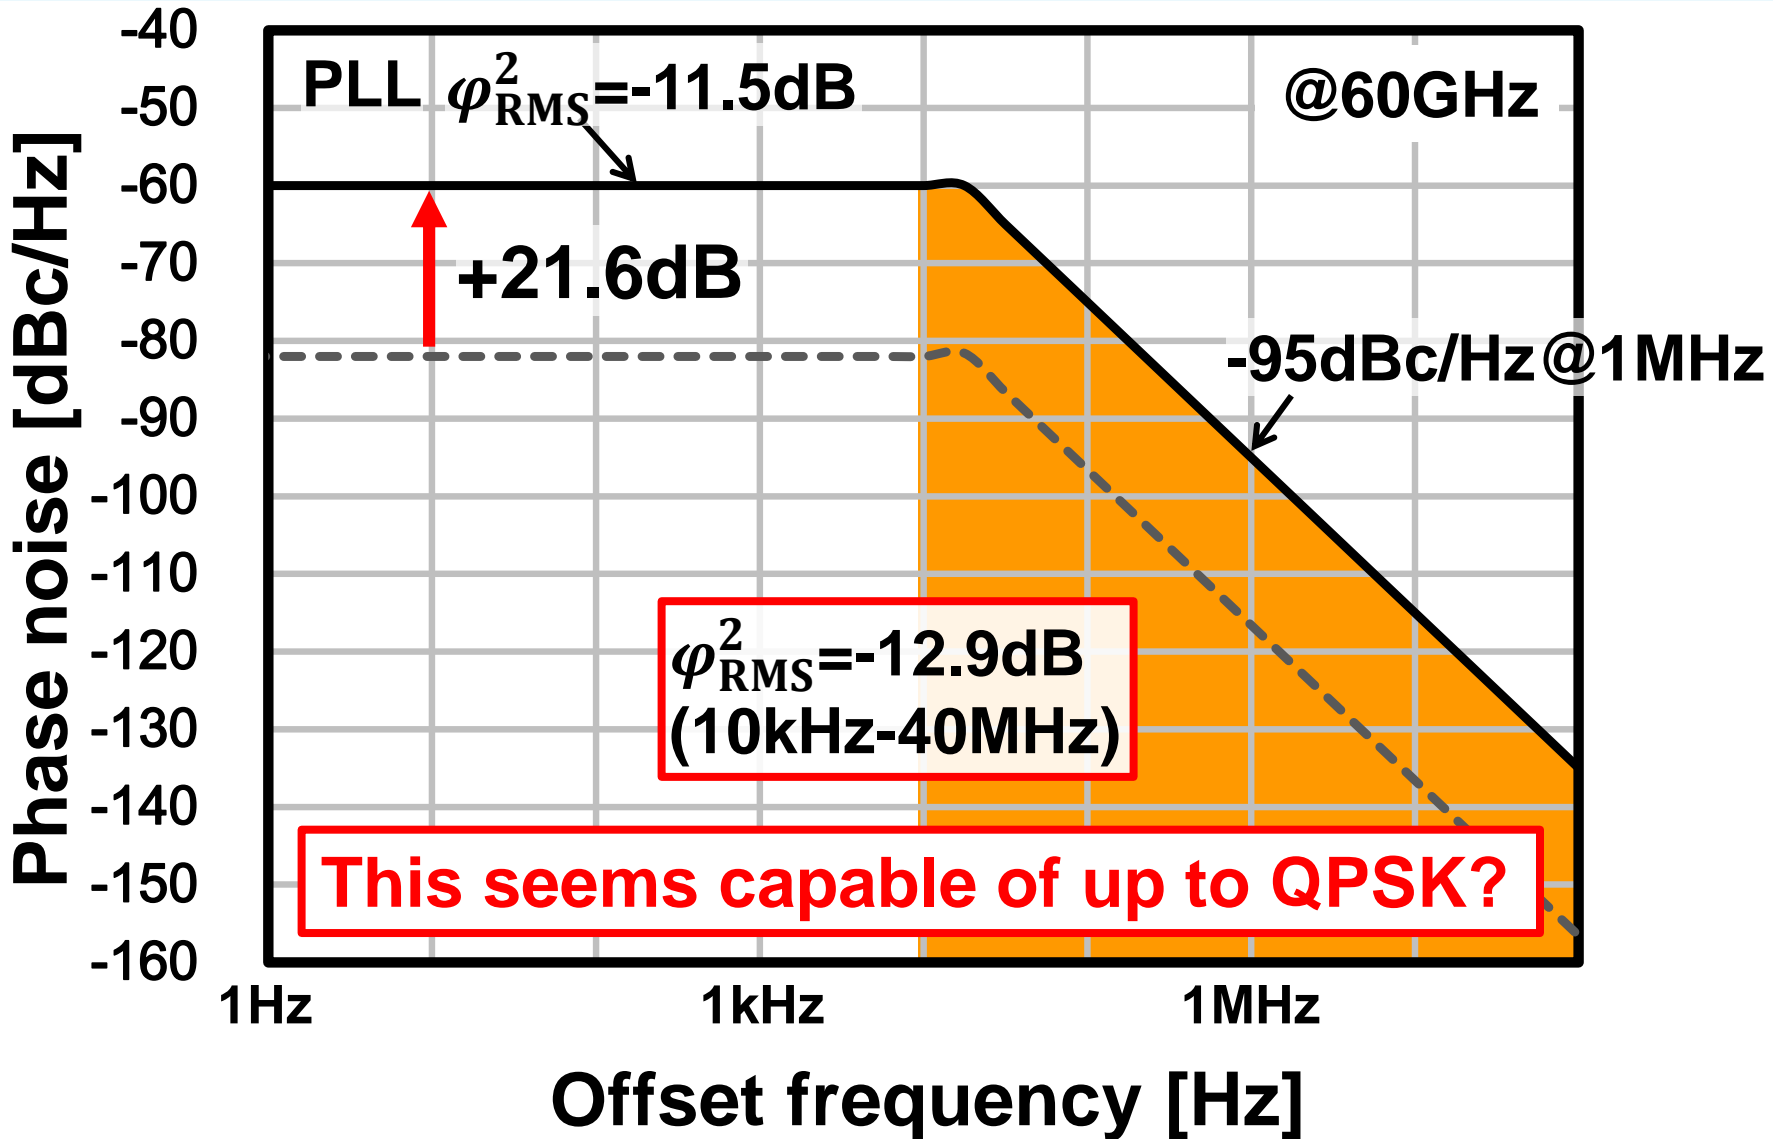 -40
-50
-60
-70
-80
-90
-100
-110
-120
-130
-140
-150
-160
Phase noise [dBc/Hz]
PLL φ²RMS=-11.5dB
@60GHz
+21.6dB
-95dBc/Hz@1MHz
φ²RMS=-12.9dB
(10kHz-40MHz)
This seems capable of up to QPSK?
1Hz 1kHz 1MHz
Offset frequency [Hz]